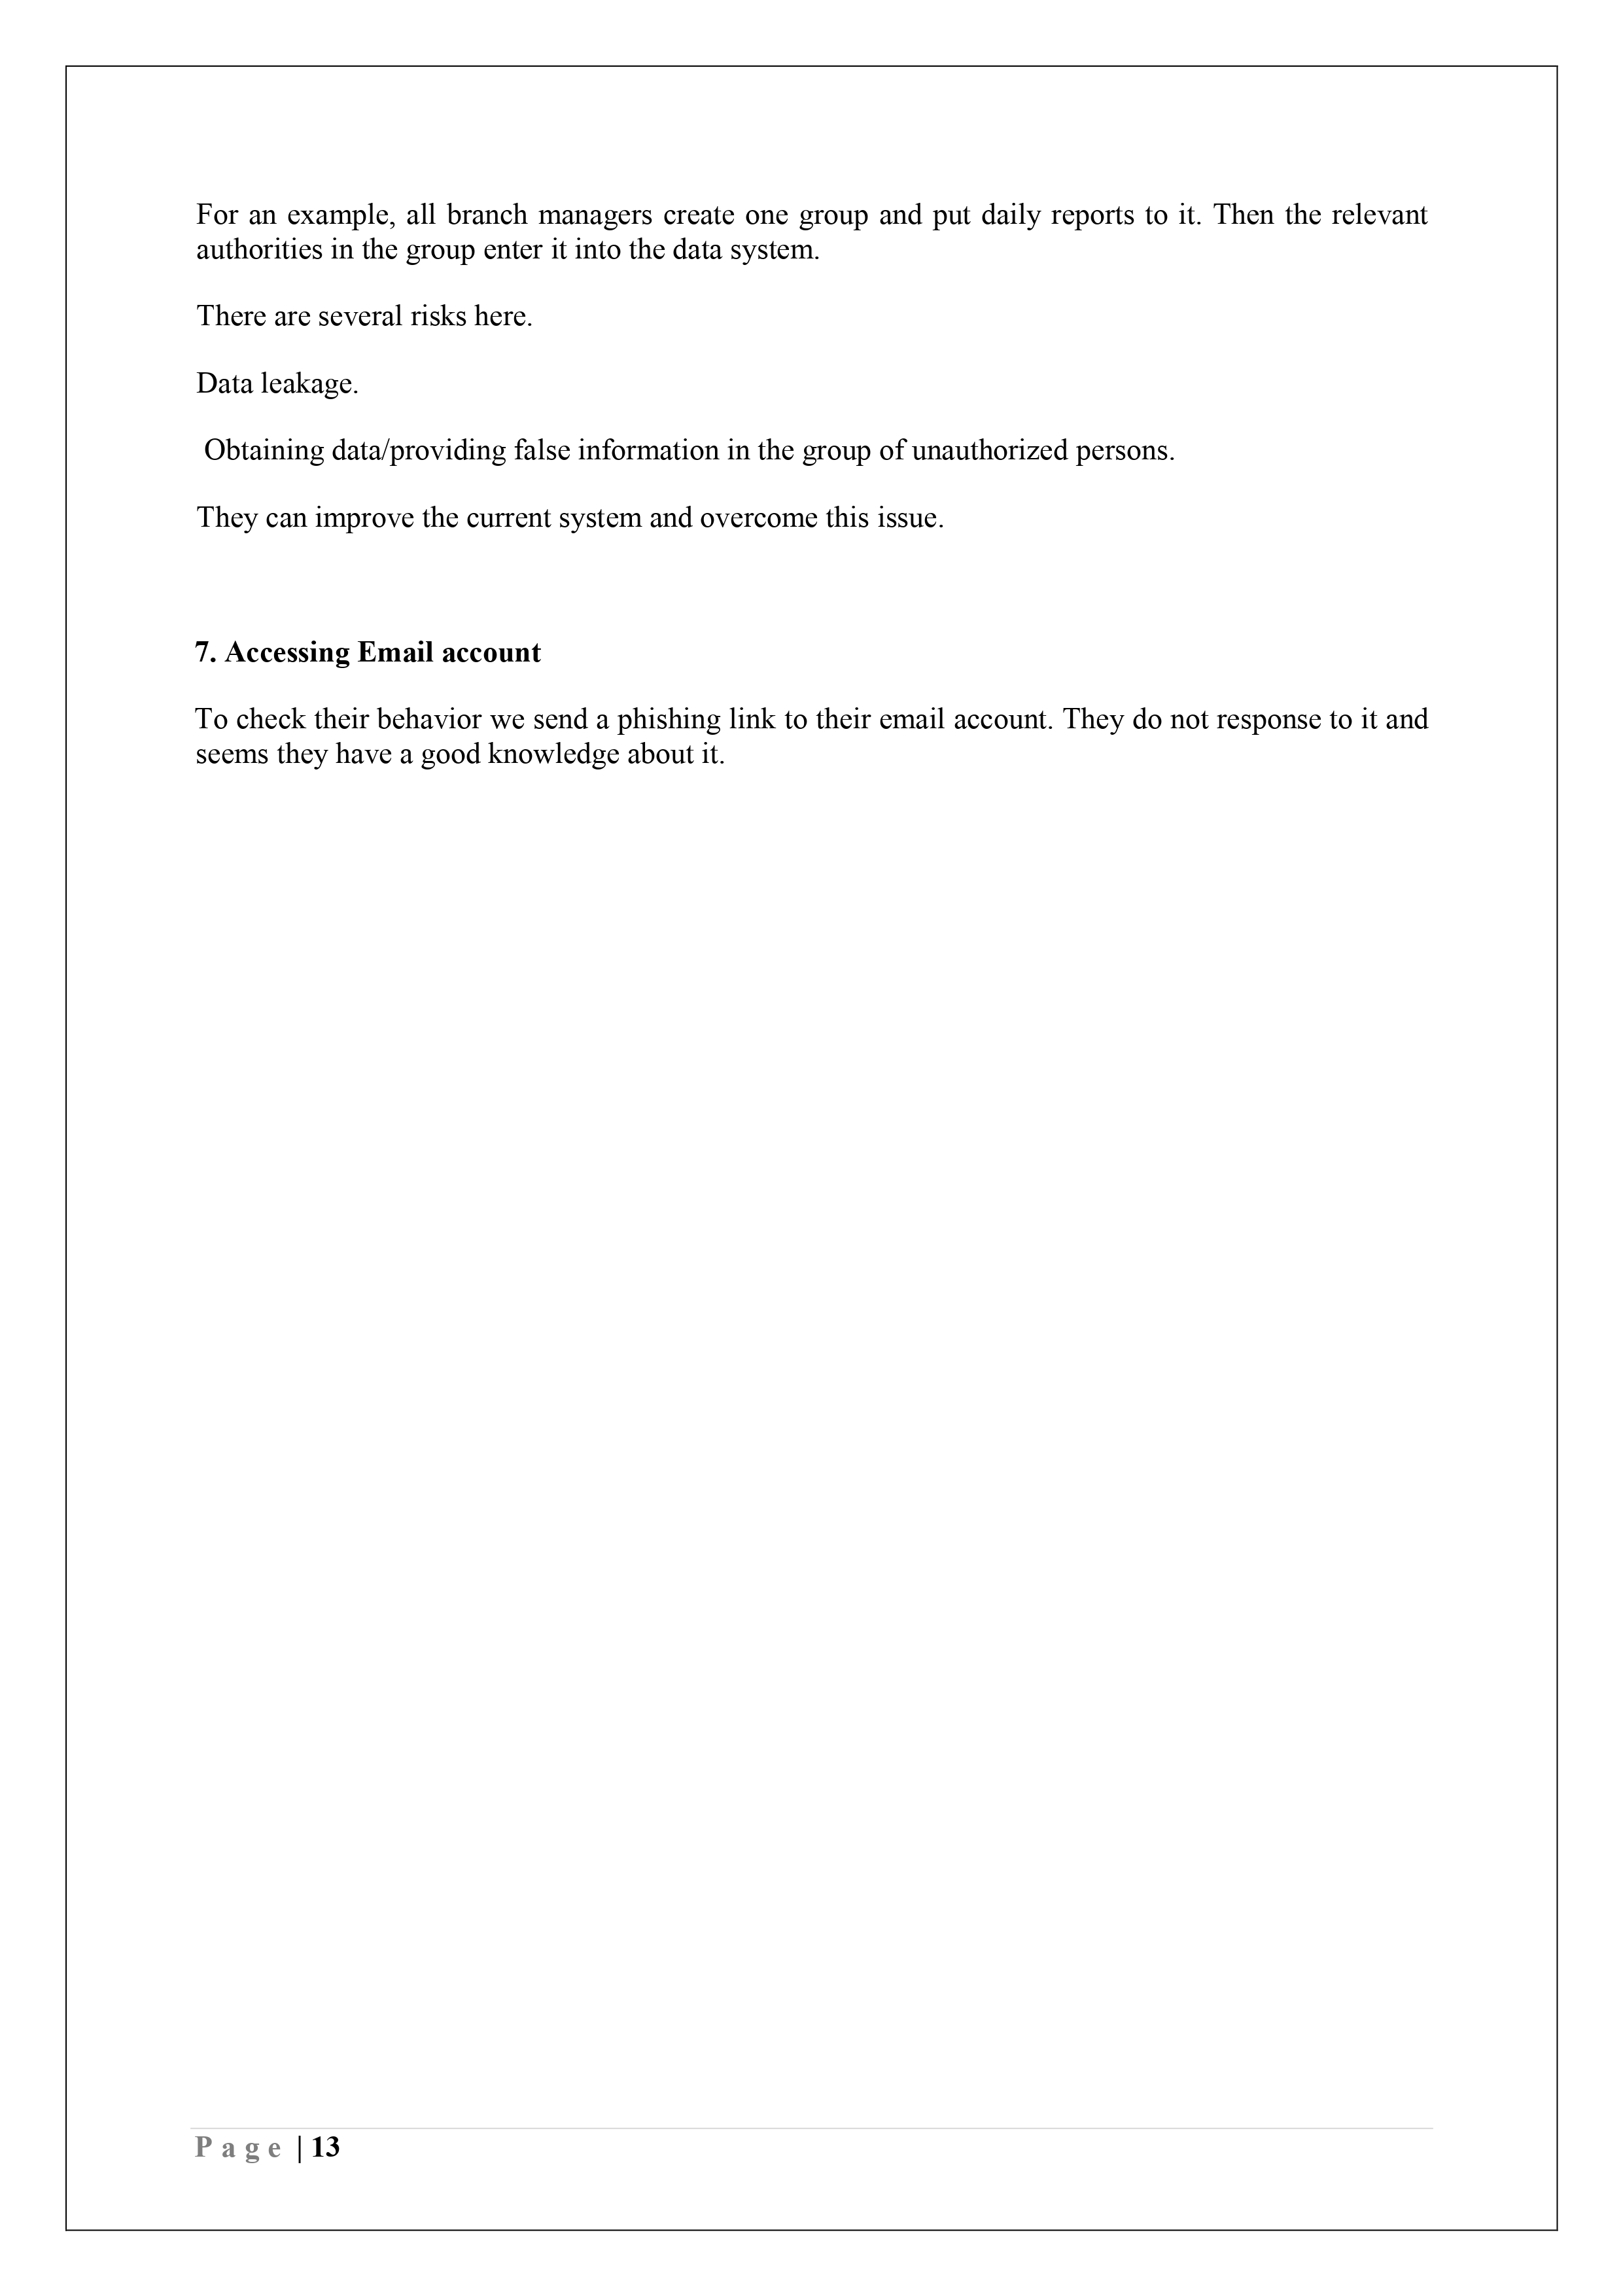 For an example, all branch managers create one group and put daily reports to it. Then the relevant
authorities in the group enter it into the data system.
There are several risks here.
Data leakage.
Obtaining data/providing false information in the group of unauthorized persons.
They can improve the current system and overcome this issue.
7. Accessing Email account
To check their behavior we send a phishing link to their email account. They do not response to it and
seems they have a good knowledge about it.
Page | 13